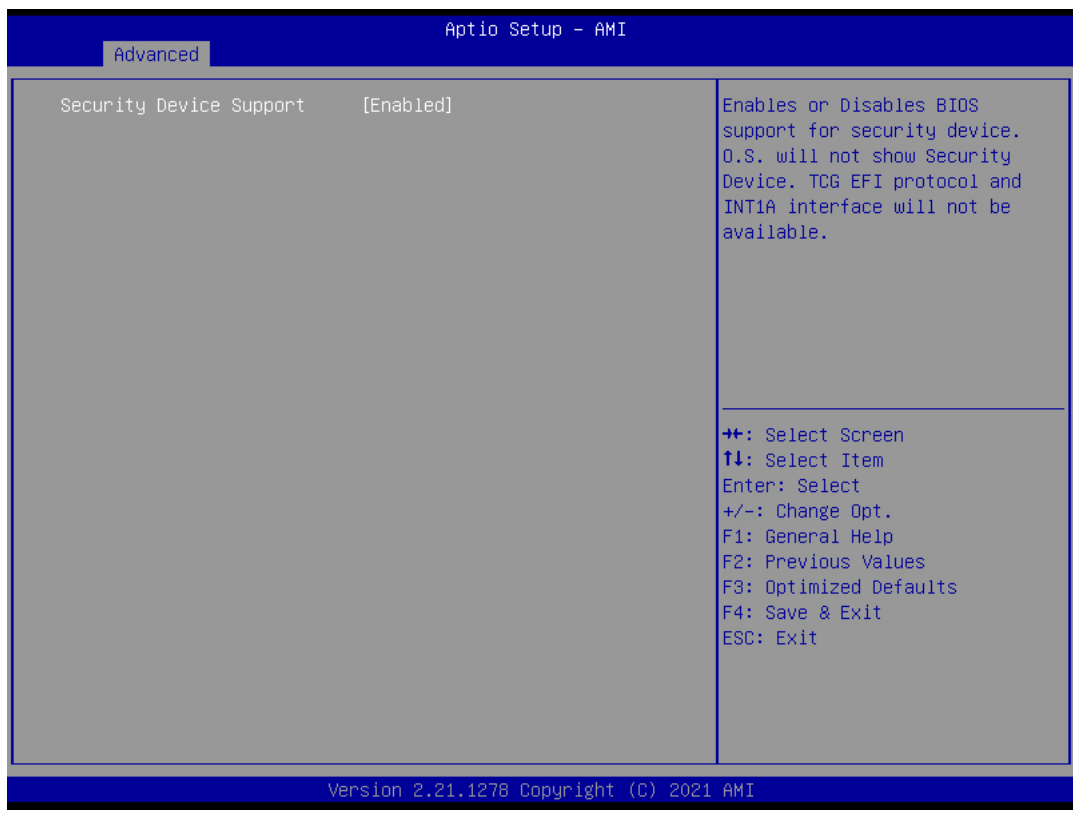 Aptio Setup – AMI
Advanced
Security Device Support [Enabled]
Enables or Disables BIOS
support for security device.
O.S. will not show Security
Device. TCG EFI protocol and
INT1A interface will not be
available.
→←: Select Screen
↑↓: Select Item
Enter: Select
+/-: Change Opt.
F1: General Help
F2: Previous Values
F3: Optimized Defaults
F4: Save & Exit
ESC: Exit
Version 2.21.1278 Copyright (C) 2021 AMI